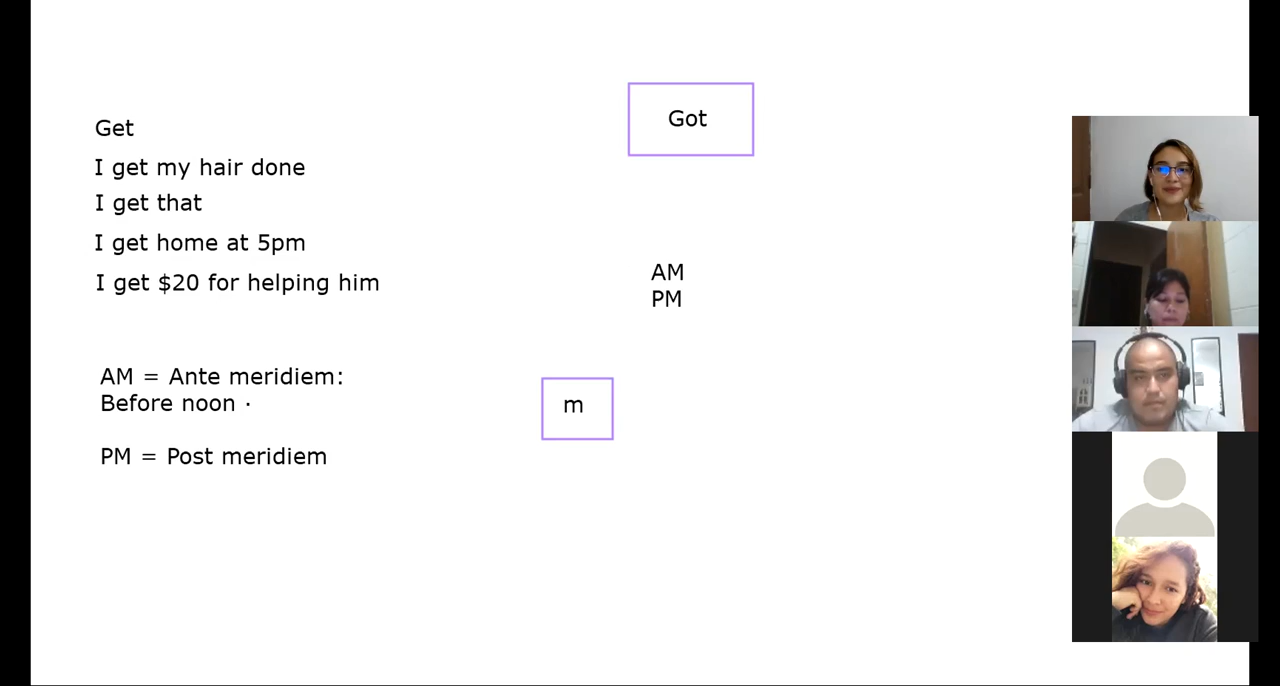 Get
I get my hair done
I get that
I get home at 5pm
I get $20 for helping him
AM = Ante meridiem:
Before noon ·
PM = Post meridiem
Got
AM
PM
m